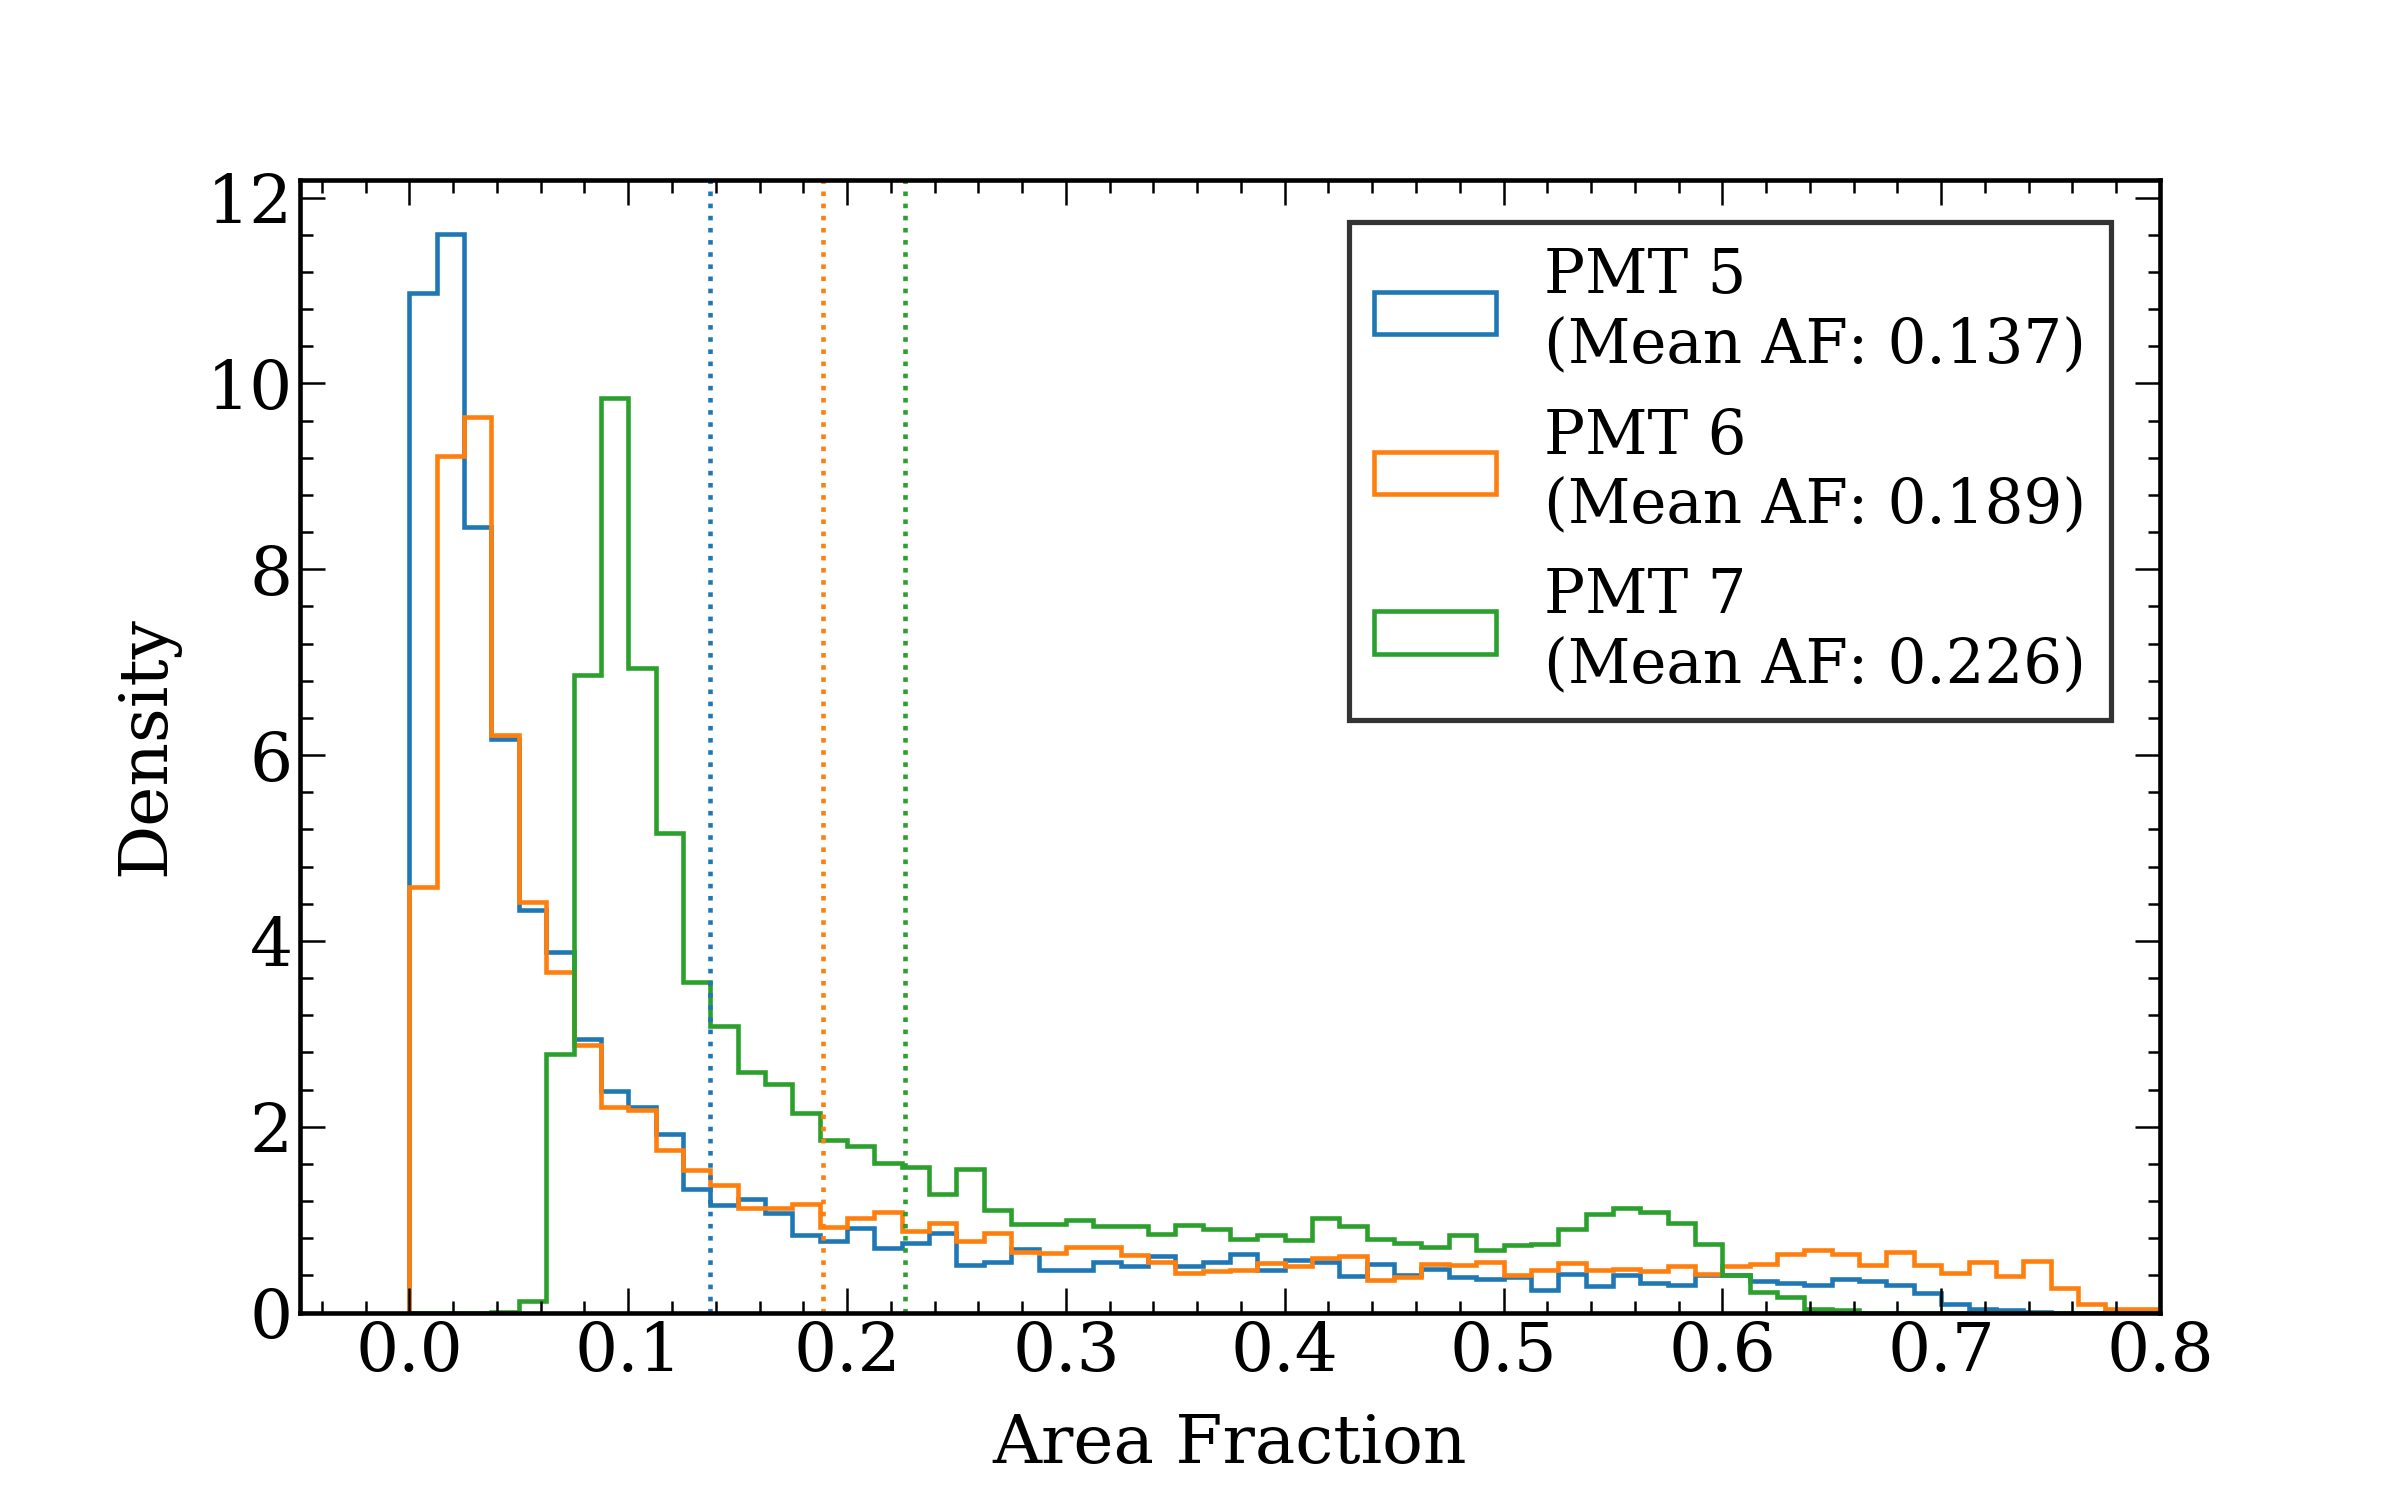 12
10
8
6
4
2
0
Density
0.0 0.1 0.2 0.3 0.4 0.5 0.6 0.7 0.8
Area Fraction
PMT 5
(Mean AF: 0.137)
PMT 6
(Mean AF: 0.189)
PMT 7
(Mean AF: 0.226)